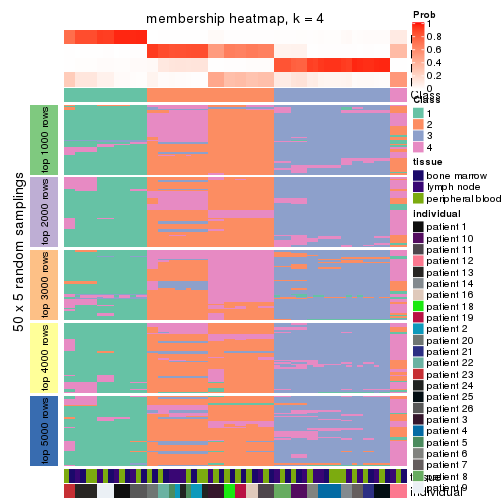 membership heatmap, k = 4
50 x 5 random samplings
top 1000 rows
top 2000 rows
top 3000 rows
top 4000 rows
top 5000 rows
Prob
1
0.8
0.6
0.4
0.2
0
Class
Class
1
2
3
4
tissue
bone marrow
lymph node
peripheral blood
individual
patient 1
patient 10
patient 11
patient 12
patient 13
patient 14
patient 16
patient 18
patient 19
patient 2
patient 20
patient 21
patient 22
patient 23
patient 24
patient 25
patient 26
patient 3
patient 4
patient 5
patient 6
patient 7
patient 8
patient 9
tissue
individual